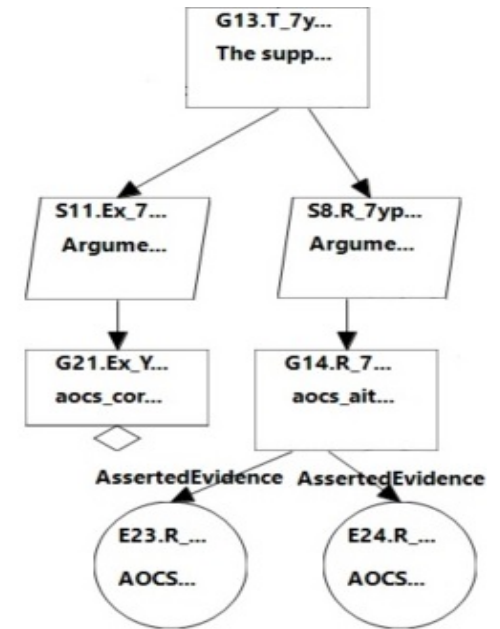 G13.T_7y...
The supp...
S11.Ex_7...
Argume...
S8.R_7yp...
Argume...
G21.Ex_Y...
aocs_cor...
G14.R_7...
aocs_ait...
AssertedEvidence
AssertedEvidence
E23.R_...
AOCS...
E24.R_...
AOCS...